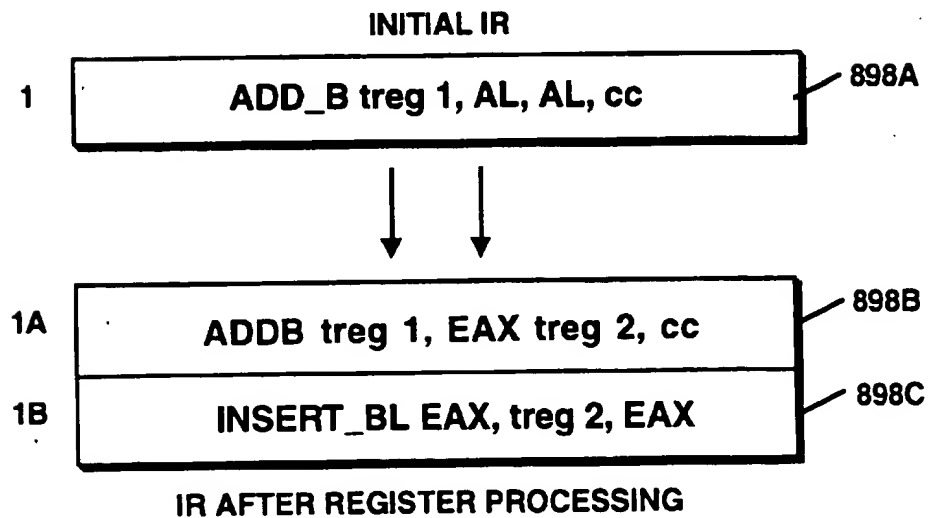 INITIAL IR
1 ADD_B treg 1, AL, AL, cc 898A
1A ADDB treg 1, EAX treg 2, cc 898B
1B INSERT_BL EAX, treg 2, EAX 898C
IR AFTER REGISTER PROCESSING